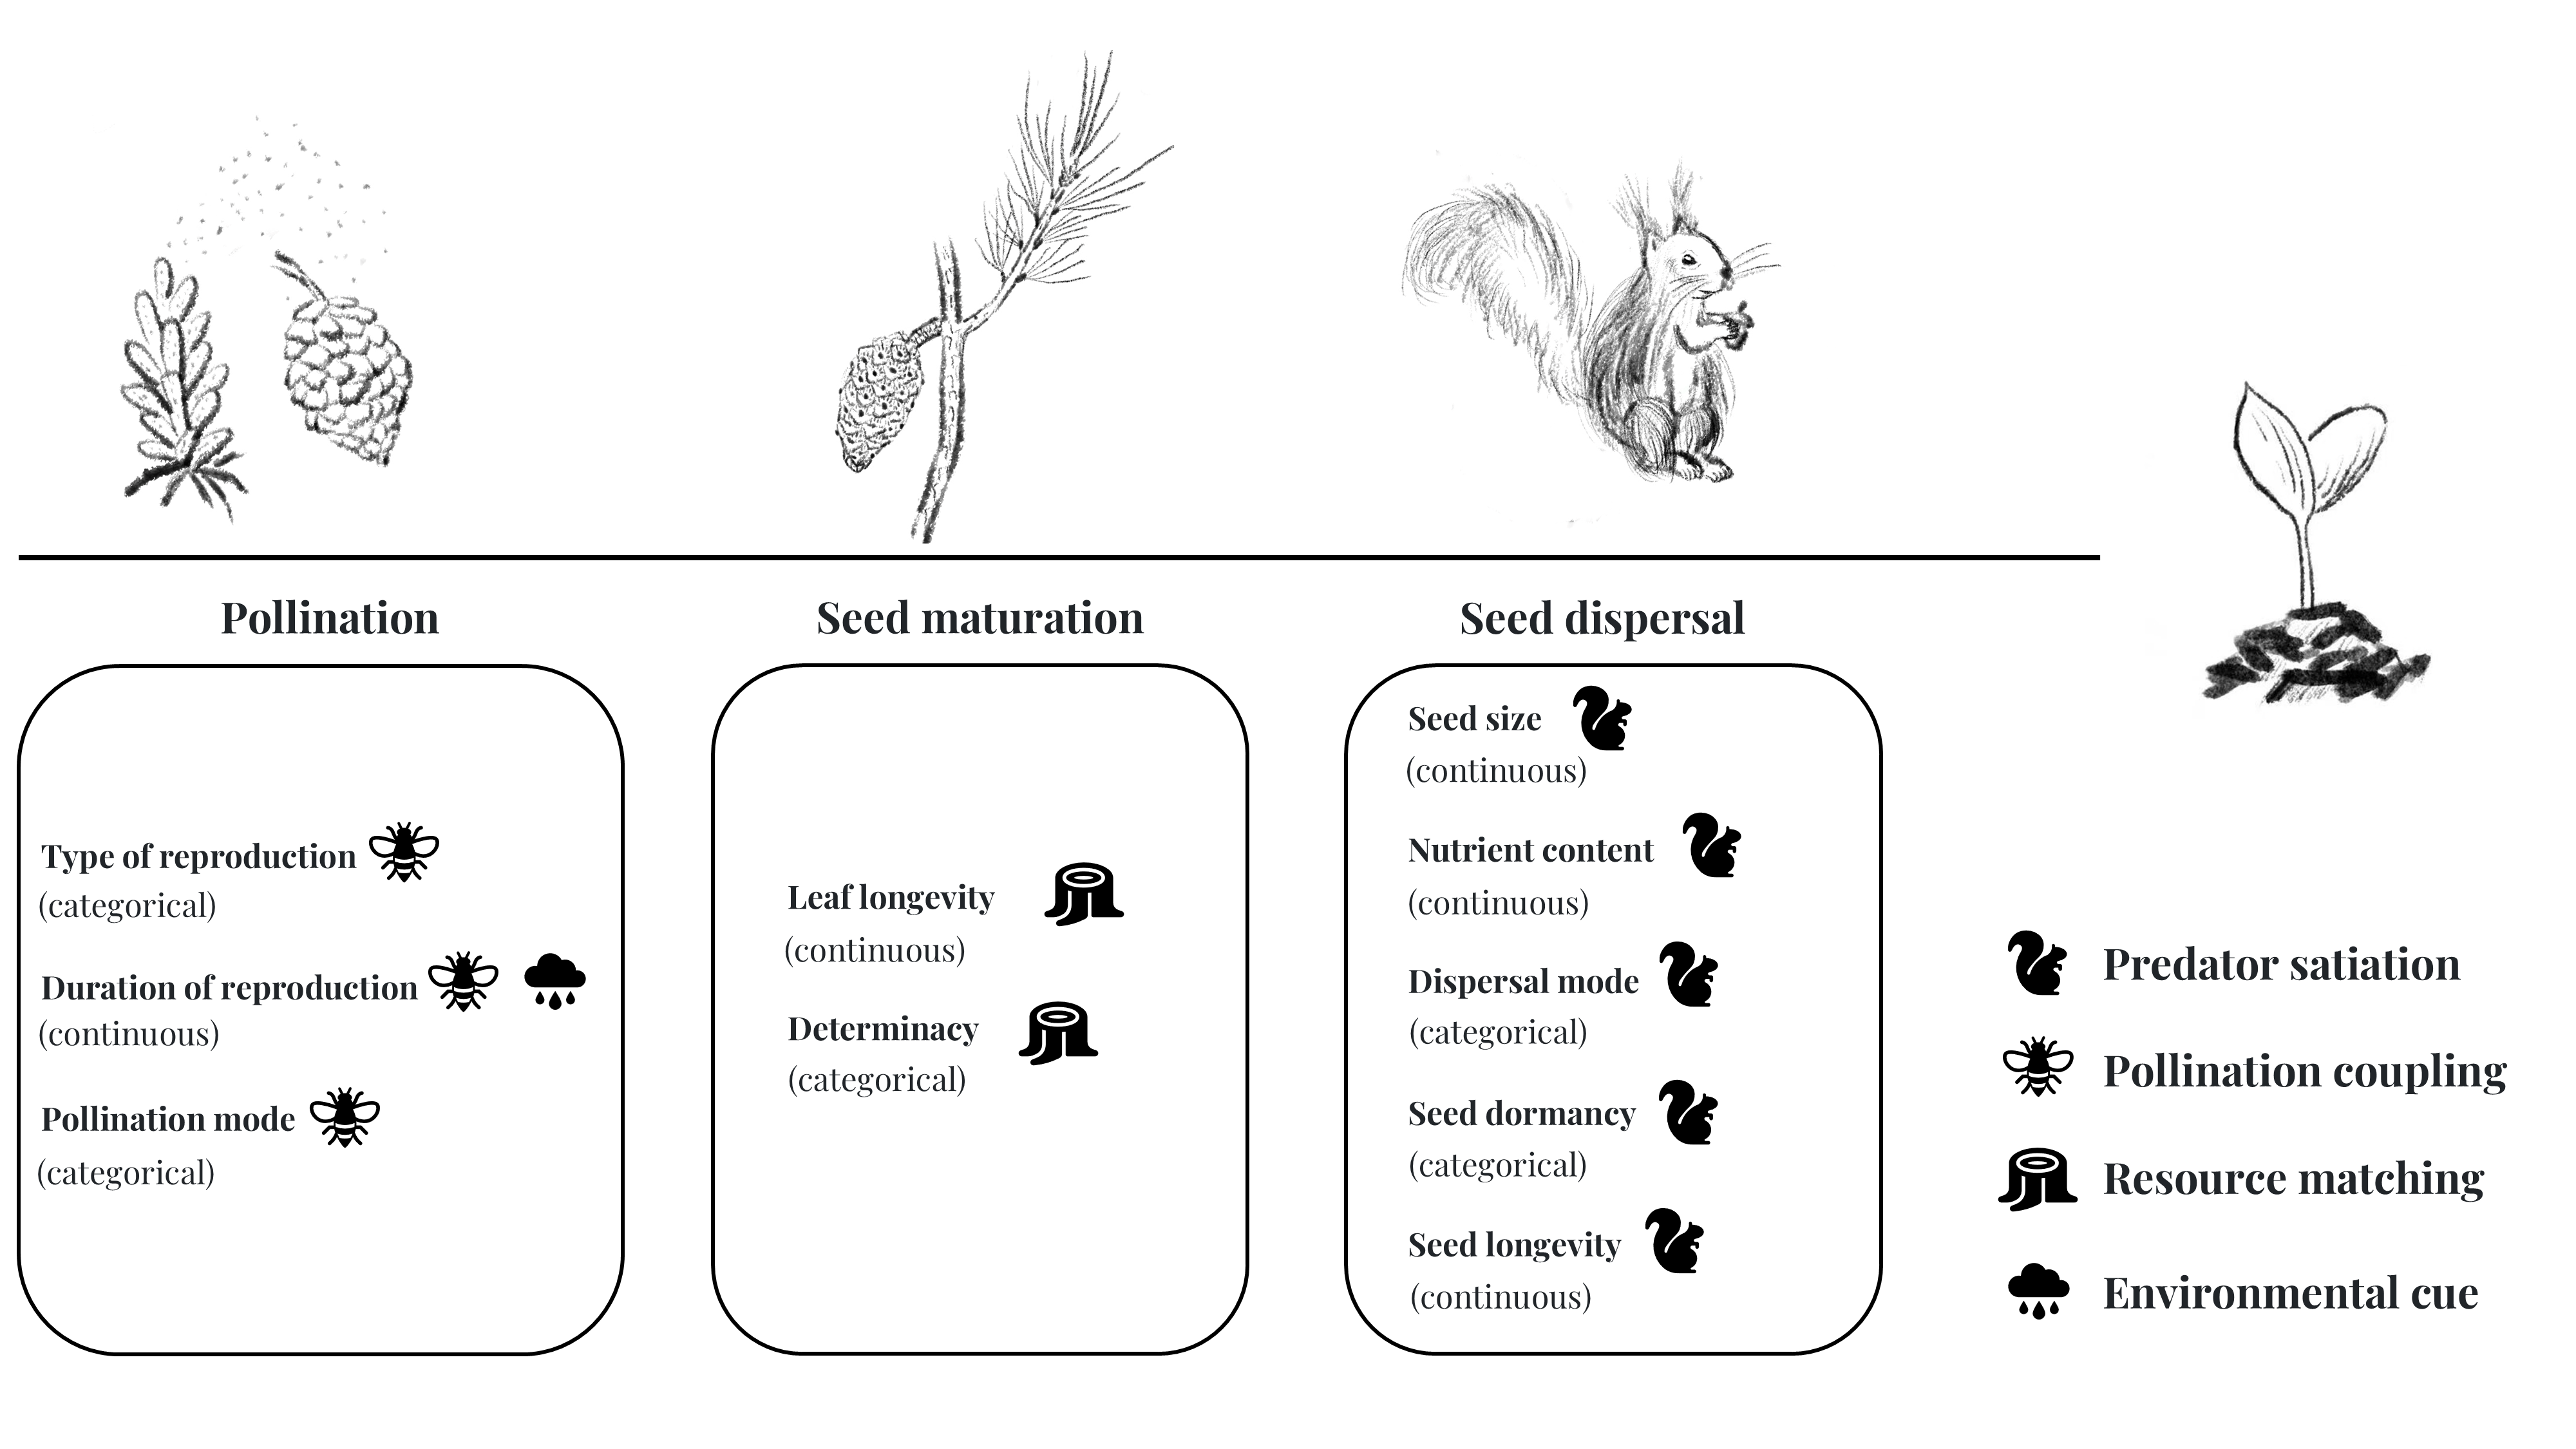 Pollination
Type of reproduction
(categorical)
Duration of reproduction
(continuous)
Pollination mode
(categorical)
Seed maturation
Leaf longevity
(continuous)
Determinacy
(categorical)
Seed dispersal
Seed size
(continuous)
Nutrient content
(continuous)
Dispersal mode
(categorical)
Seed dormancy
(categorical)
Seed longevity
(continuous)
Predator satiation
Pollination coupling
Resource matching
Environmental cue